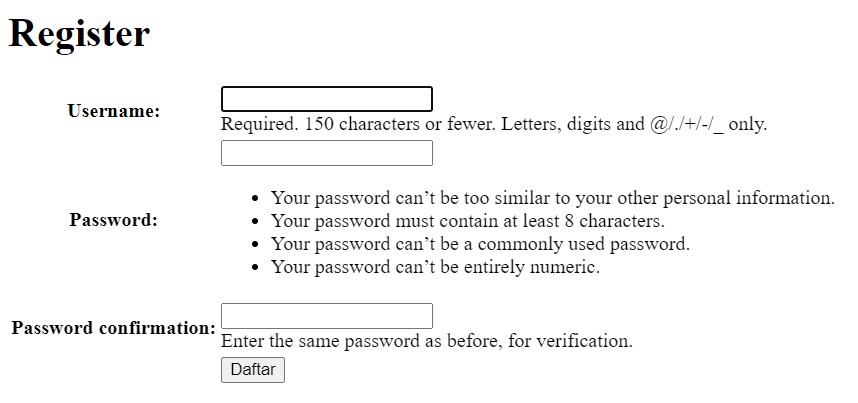 Register
Username:
Required. 150 characters or fewer. Letters, digits and @/./+/-/_ only.
Password:
• Your password can’t be too similar to your other personal information.
• Your password must contain at least 8 characters.
• Your password can’t be a commonly used password.
• Your password can’t be entirely numeric.
Password confirmation:
Enter the same password as before, for verification.
Daftar